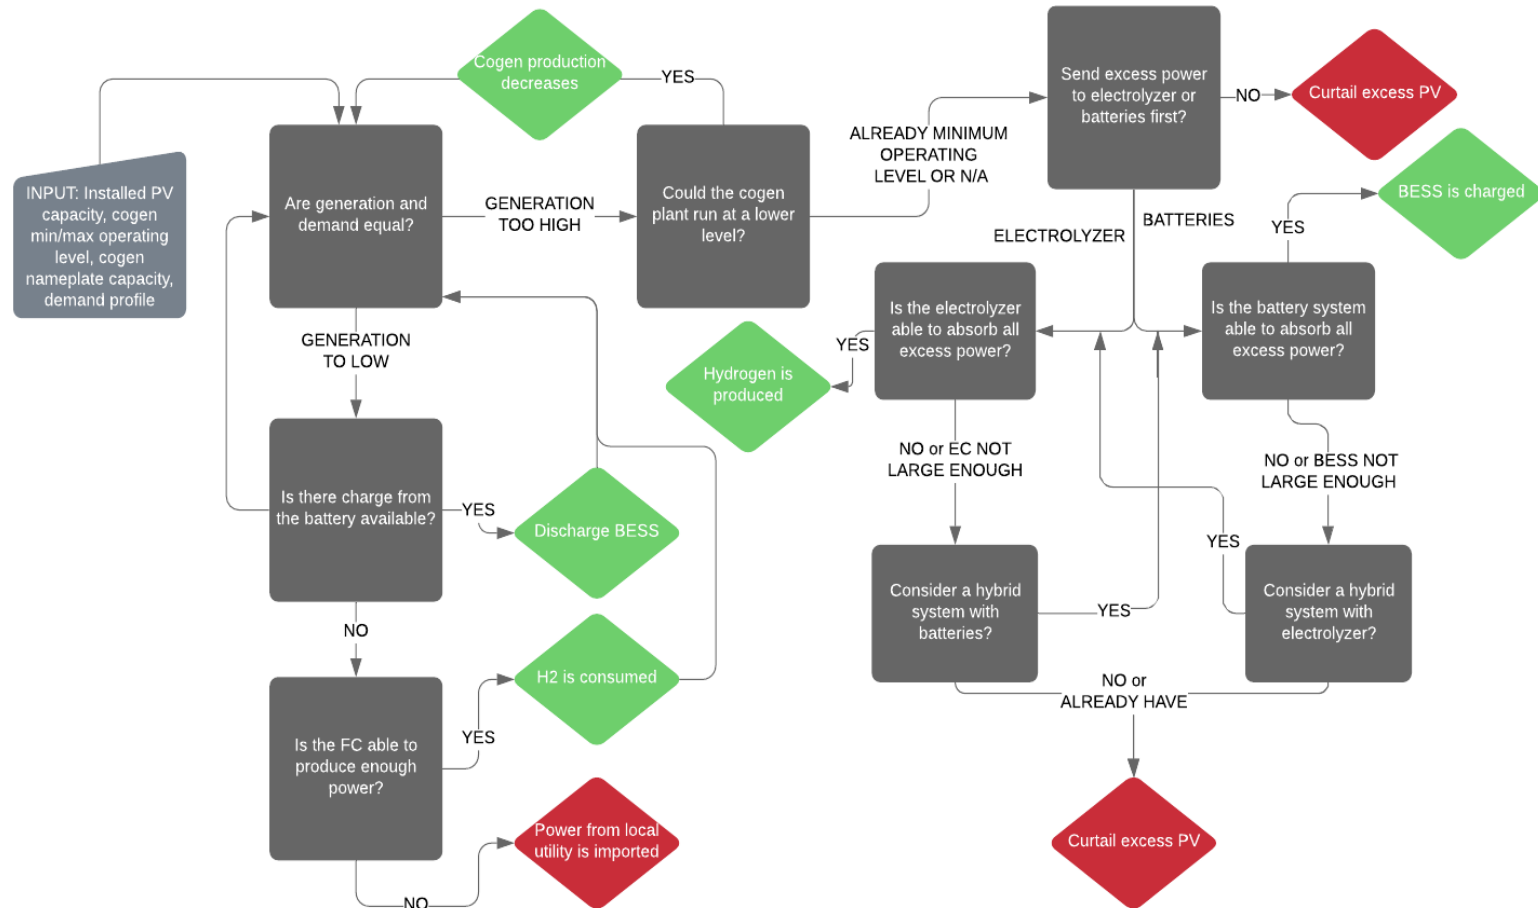 Cogen production
decreases
YES
Send excess power
to electrolyzer or
batteries first?
NO
Curtail excess PV
INPUT: Installed PV
capacity, cogen
min/max operating
level, cogen
nameplate capacity,
demand profile
Are generation and
demand equal?
GENERATION
TOO HIGH
Could the cogen
plant run at a lower
level?
ALREADY MINIMUM
OPERATING
LEVEL OR N/A
BESS is charged
YES
BATTERIES
ELECTROLYZER
GENERATION
TO LOW
Is the electrolyzer
able to absorb all
excess power?
Is the battery system
able to absorb all
excess power?
YES
Hydrogen is
produced
NO or EC NOT
LARGE ENOUGH
NO or BESS NOT
LARGE ENOUGH
Is there charge from
the battery available?
YES
Discharge BESS
YES
Consider a hybrid
system with
batteries?
YES
Consider a hybrid
system with
electrolyzer?
NO
H2 is consumed
NO or
ALREADY HAVE
Is the FC able to
produce enough
power?
YES
Power from local
utility is imported
Curtail excess PV
NO